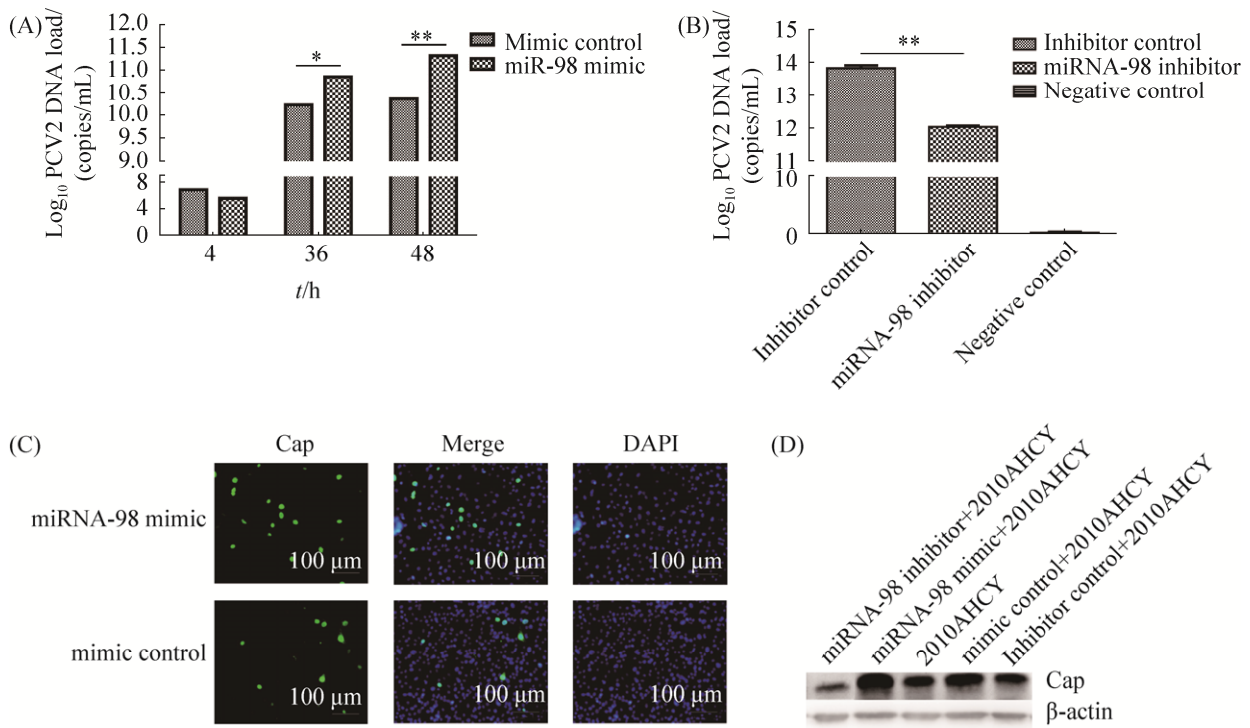 (A)
Log10 PCV2 DNA load/
(copies/mL)
12.0
11.5
11.0
10.5
10.0
9.5
9.0
8
4
0
*
**
Mimic control
miR-98 mimic
4
36
48
t/h
(B)
Log10 PCV2 DNA load/
(copies/mL)
15
14
13
12
11
10
0
**
Inhibitor control
miRNA-98 inhibitor
Negative control
Inhibitor control
miRNA-98 inhibitor
Negative control
(C)
Cap
Merge
DAPI
miRNA-98 mimic
100 μm
100 μm
100 μm
mimic control
100 μm
100 μm
100 μm
(D)
miRNA-98 inhibitor+2010AHCY
miRNA-98 mimic+2010AHCY
2010AHCY
mimic control+2010AHCY
Inhibitor control+2010AHCY
Cap
β-actin